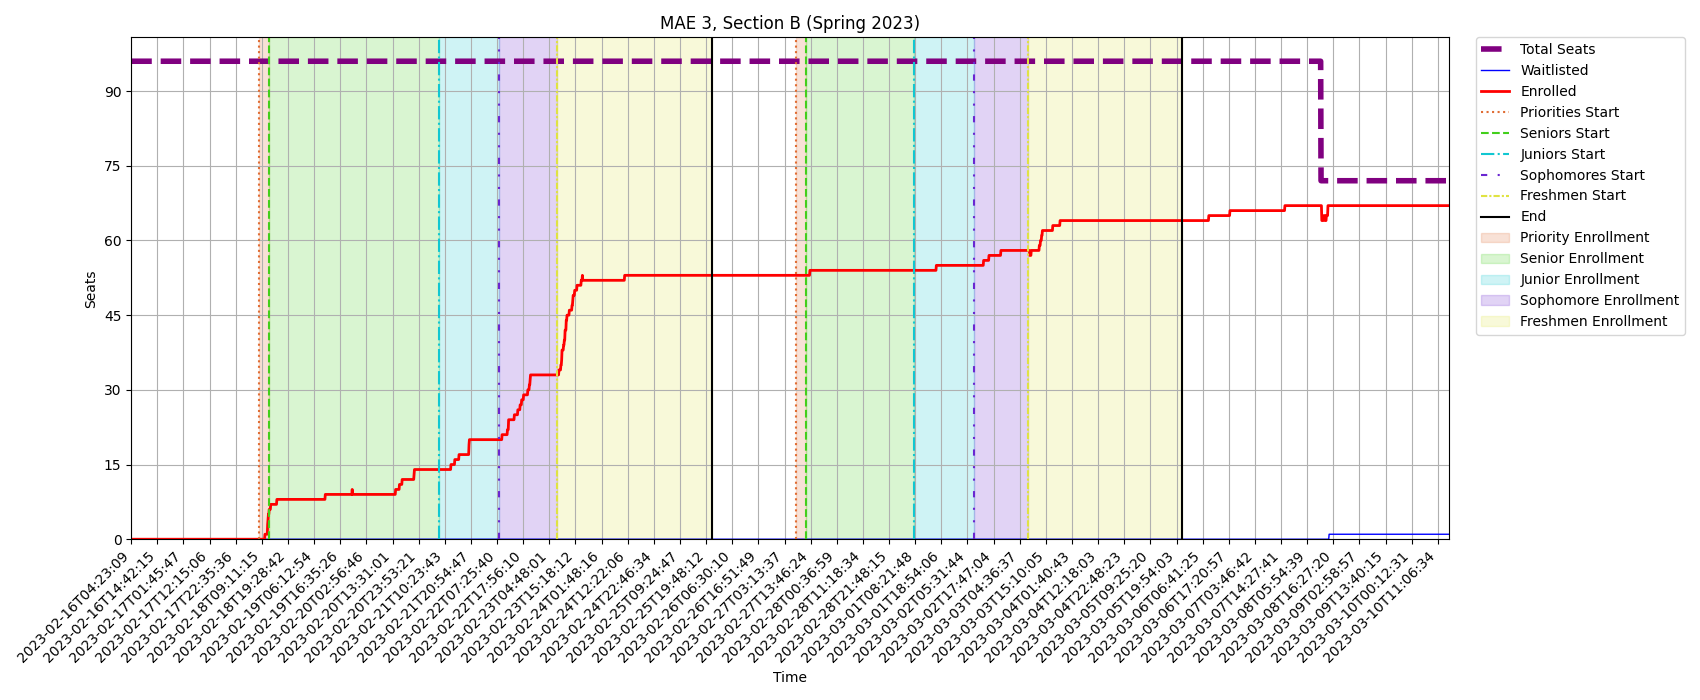 MAE 3, Section B (Spring 2023)
Total Seats
Waitlisted
Enrolled
Priorities Start
Seniors Start
Juniors Start
Sophomores Start
Freshmen Start
End
Priority Enrollment
Senior Enrollment
Junior Enrollment
Sophomore Enrollment
Freshmen Enrollment
Seats
90
75
60
45
30
15
0
2023-02-16T04:23:09
2023-02-16T14:42:15
2023-02-17T01:45:47
2023-02-17T12:15:06
2023-02-17T22:35:36
2023-02-18T09:11:15
2023-02-18T19:28:42
2023-02-19T06:12:54
2023-02-19T16:35:26
2023-02-20T02:56:46
2023-02-20T13:31:01
2023-02-20T23:53:21
2023-02-21T10:23:43
2023-02-21T20:54:47
2023-02-22T07:25:40
2023-02-22T17:56:10
2023-02-23T04:48:01
2023-02-23T15:18:12
2023-02-24T01:48:16
2023-02-24T12:22:06
2023-02-24T22:46:34
2023-02-25T09:24:47
2023-02-25T19:48:12
2023-02-26T06:30:10
2023-02-26T16:51:49
2023-02-27T03:13:37
2023-02-27T13:46:24
2023-02-28T00:36:59
2023-02-28T11:18:34
2023-02-28T21:48:15
2023-03-01T08:21:48
2023-03-01T18:54:06
2023-03-02T05:31:44
2023-03-02T17:47:04
2023-03-03T04:36:37
2023-03-03T15:10:05
2023-03-04T01:40:43
2023-03-04T12:18:03
2023-03-04T22:48:23
2023-03-05T09:25:20
2023-03-05T19:54:03
2023-03-06T06:41:25
2023-03-06T17:20:57
2023-03-07T03:46:42
2023-03-07T14:27:41
2023-03-08T05:54:39
2023-03-08T16:27:20
2023-03-09T02:58:57
2023-03-09T13:40:15
2023-03-10T00:12:31
2023-03-10T11:06:34
Time